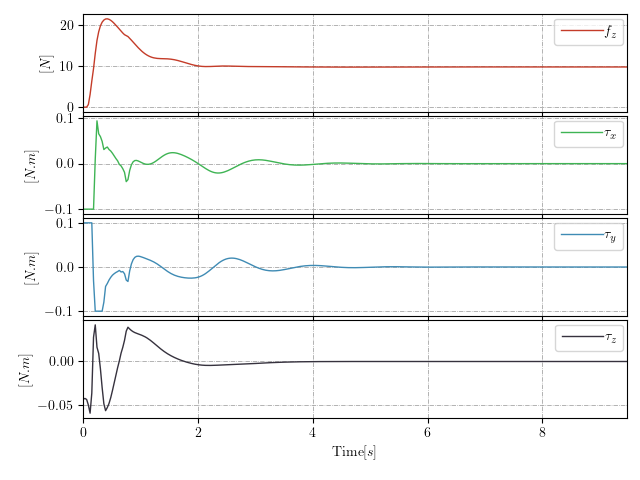 20
10
0
[N]
f_z
0.1
0.0
−0.1
[N.m]
τ_x
0.1
0.0
−0.1
[N.m]
τ_y
0.00
−0.05
[N.m]
τ_z
0 2 4 6 8
Time[s]